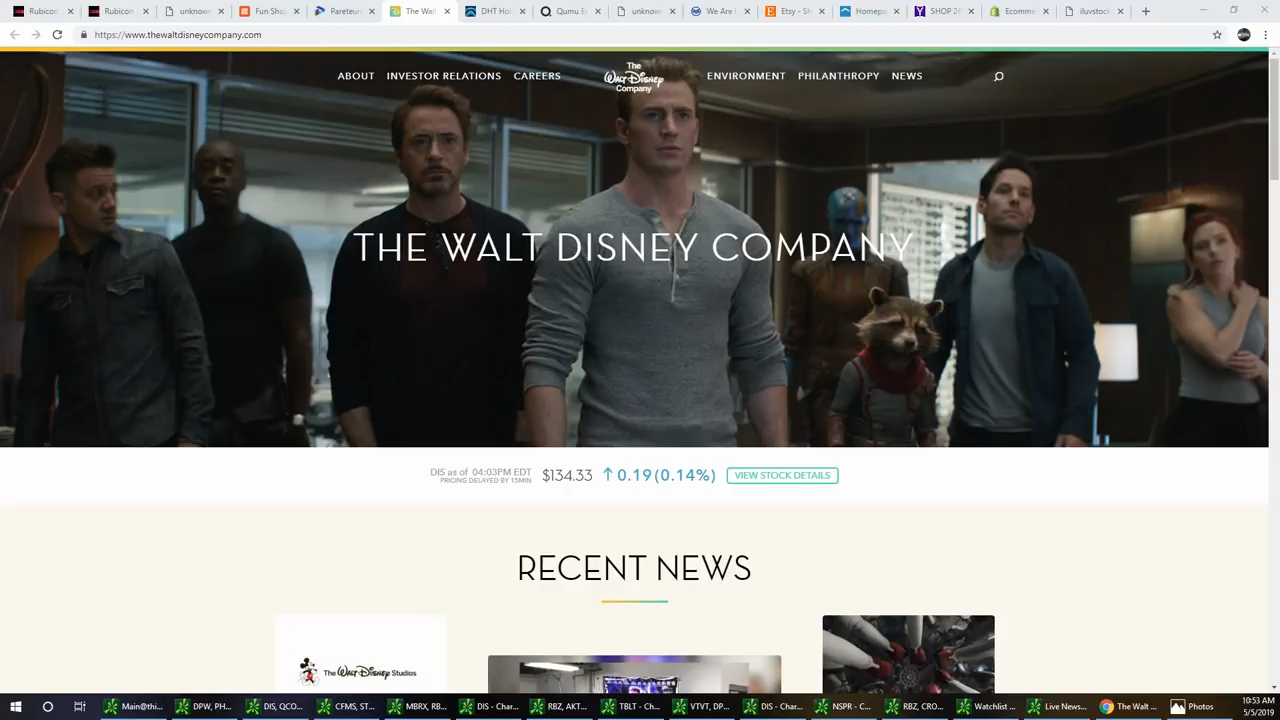 Rubicon
Rubicon
unknown
Fun Shop
Pareteum
The Wal
DHT Hol
Qumu E
unknow
We Are
Etsy - Sh
Homepa
SHOP 26
Ecomme
iluvstock
https://www.thewaltdisneycompany.com
ABOUT INVESTOR RELATIONS CAREERS
The Walt Disney Company
ENVIRONMENT PHILANTHROPY NEWS
THE WALT DISNEY COMPANY
DIS as of 04:03PM EDT
PRICING DELAYED BY 15MIN
$134.33 ↑ 0.19 (0.14%) VIEW STOCK DETAILS
RECENT NEWS
The Walt Disney Studios
Main@thi...
DPW, PH...
DIS, QCO...
CFMS, ST...
MBRX, RB...
DIS - Char...
RBZ, AKT...
TBLT - Ch...
VTVT, DP...
DIS - Char...
NSPR - C...
RBZ, CRO...
Watchlist ...
Live News...
The Walt ...
Photos
10:53 AM
5/5/2019